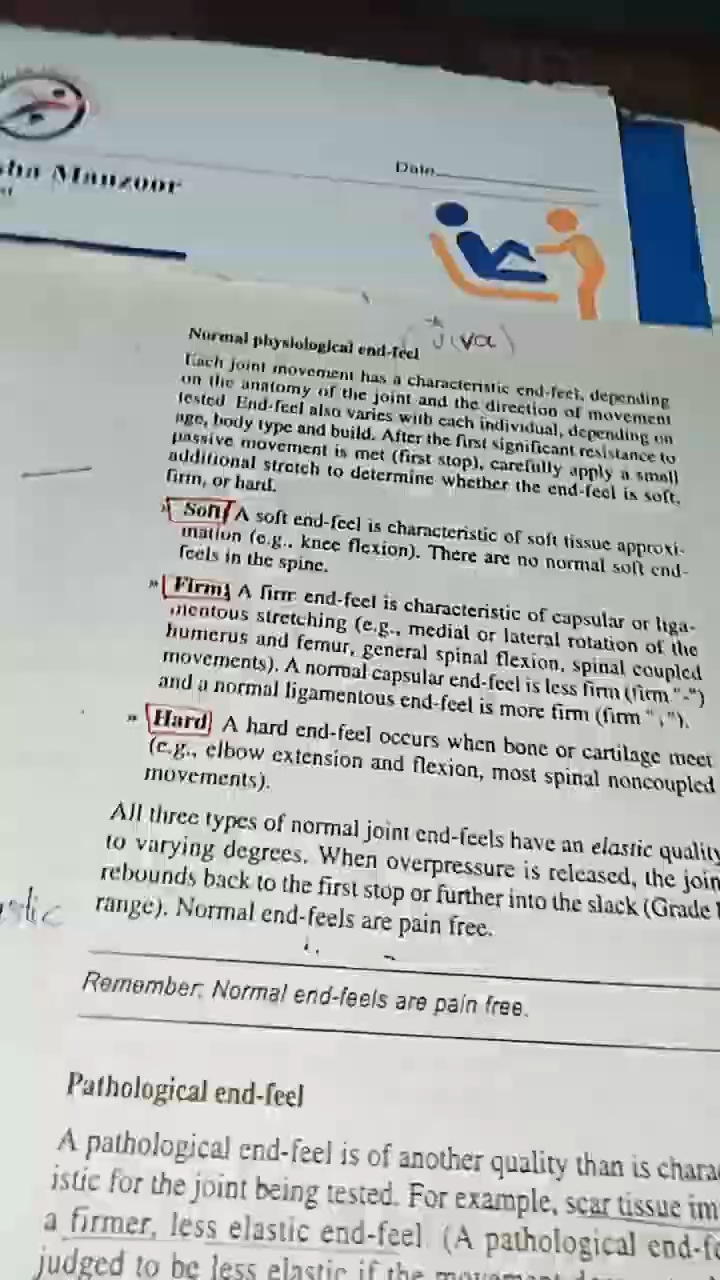 sha Manzoor
Date
(viva)
Normal physiological end-feel
Each joint movement has a characteristic end-feel, depending
on the anatomy of the joint and the direction of movement
tested End-feel also varies with each individual, depending on
age, body type and build. After the first significant resistance to
passive movement is met (first stop), carefully apply a small
additional stretch to determine whether the end-feel is soft,
firm, or hard.
» Soft A soft end-feel is characteristic of soft tissue approxi-
mation (e.g., knee flexion). There are no normal soft end-
feels in the spine.
» Firm A firm end-feel is characteristic of capsular or liga-
mentous stretching (e.g., medial or lateral rotation of the
humerus and femur, general spinal flexion, spinal coupled
movements). A normal capsular end-feel is less firm (firm "-")
and a normal ligamentous end-feel is more firm (firm
» Hard A hard end-feel occurs when bone or cartilage meet
(e.g., elbow extension and flexion, most spinal noncoupled
movements).
All three types of normal joint end-feels have an elastic quality
to varying degrees. When overpressure is released, the join
rebounds back to the first stop or further into the slack (Grade
range). Normal end-feels are pain free.
Remember: Normal end-feels are pain free.
Pathological end-feel
A pathological end-feel is of another quality than is chara
istic for the joint being tested. For example, scar tissue im
a firmer, less elastic end-feel (A pathological end-fe
judged to be less elastic if the